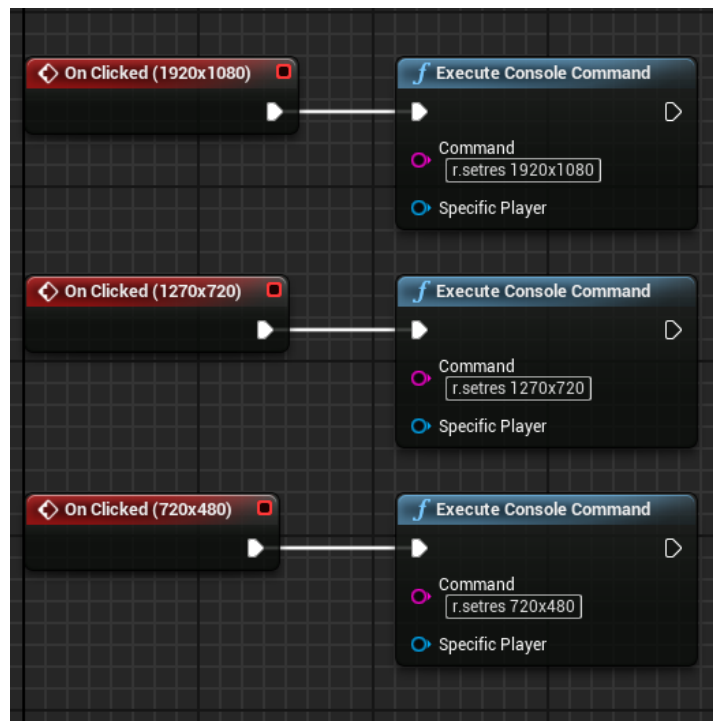 On Clicked (1920x1080)
f Execute Console Command
Command
r.setres 1920x1080
Specific Player
On Clicked (1270x720)
f Execute Console Command
Command
r.setres 1270x720
Specific Player
On Clicked (720x480)
f Execute Console Command
Command
r.setres 720x480
Specific Player